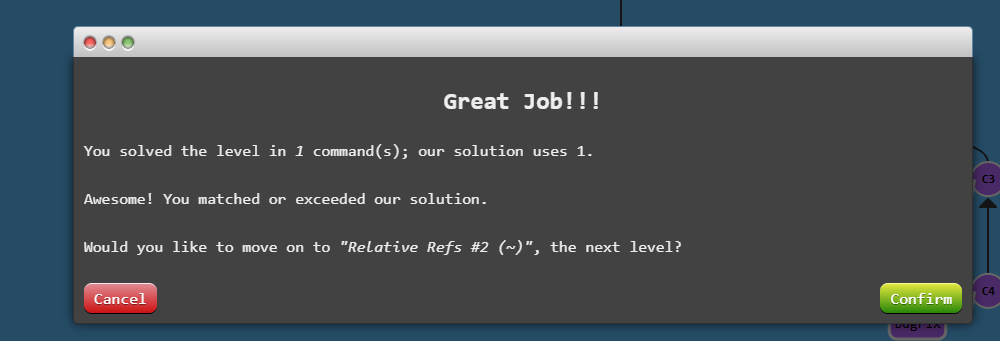 Great Job!!!
You solved the level in 1 command(s); our solution uses 1.
Awesome! You matched or exceeded our solution.
Would you like to move on to "Relative Refs #2 (~)", the next level?
Cancel
Confirm
C3
C4
bugFix